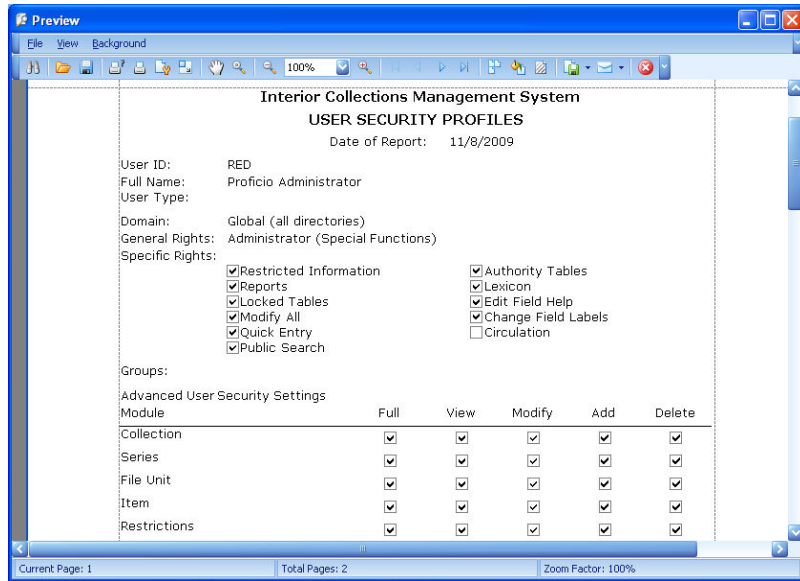 Preview
File View Background
100%
Interior Collections Management System
USER SECURITY PROFILES
Date of Report: 11/8/2009
User ID: RED
Full Name: Proficio Administrator
User Type:
Domain: Global (all directories)
General Rights: Administrator (Special Functions)
Specific Rights:
Restricted Information Authority Tables
Reports Lexicon
Locked Tables Edit Field Help
Modify All Change Field Labels
Quick Entry Circulation
Public Search
Groups:
Advanced User Security Settings
Module Full View Modify Add Delete
Collection
Series
File Unit
Item
Restrictions
Current Page: 1 Total Pages: 2 Zoom Factor: 100%